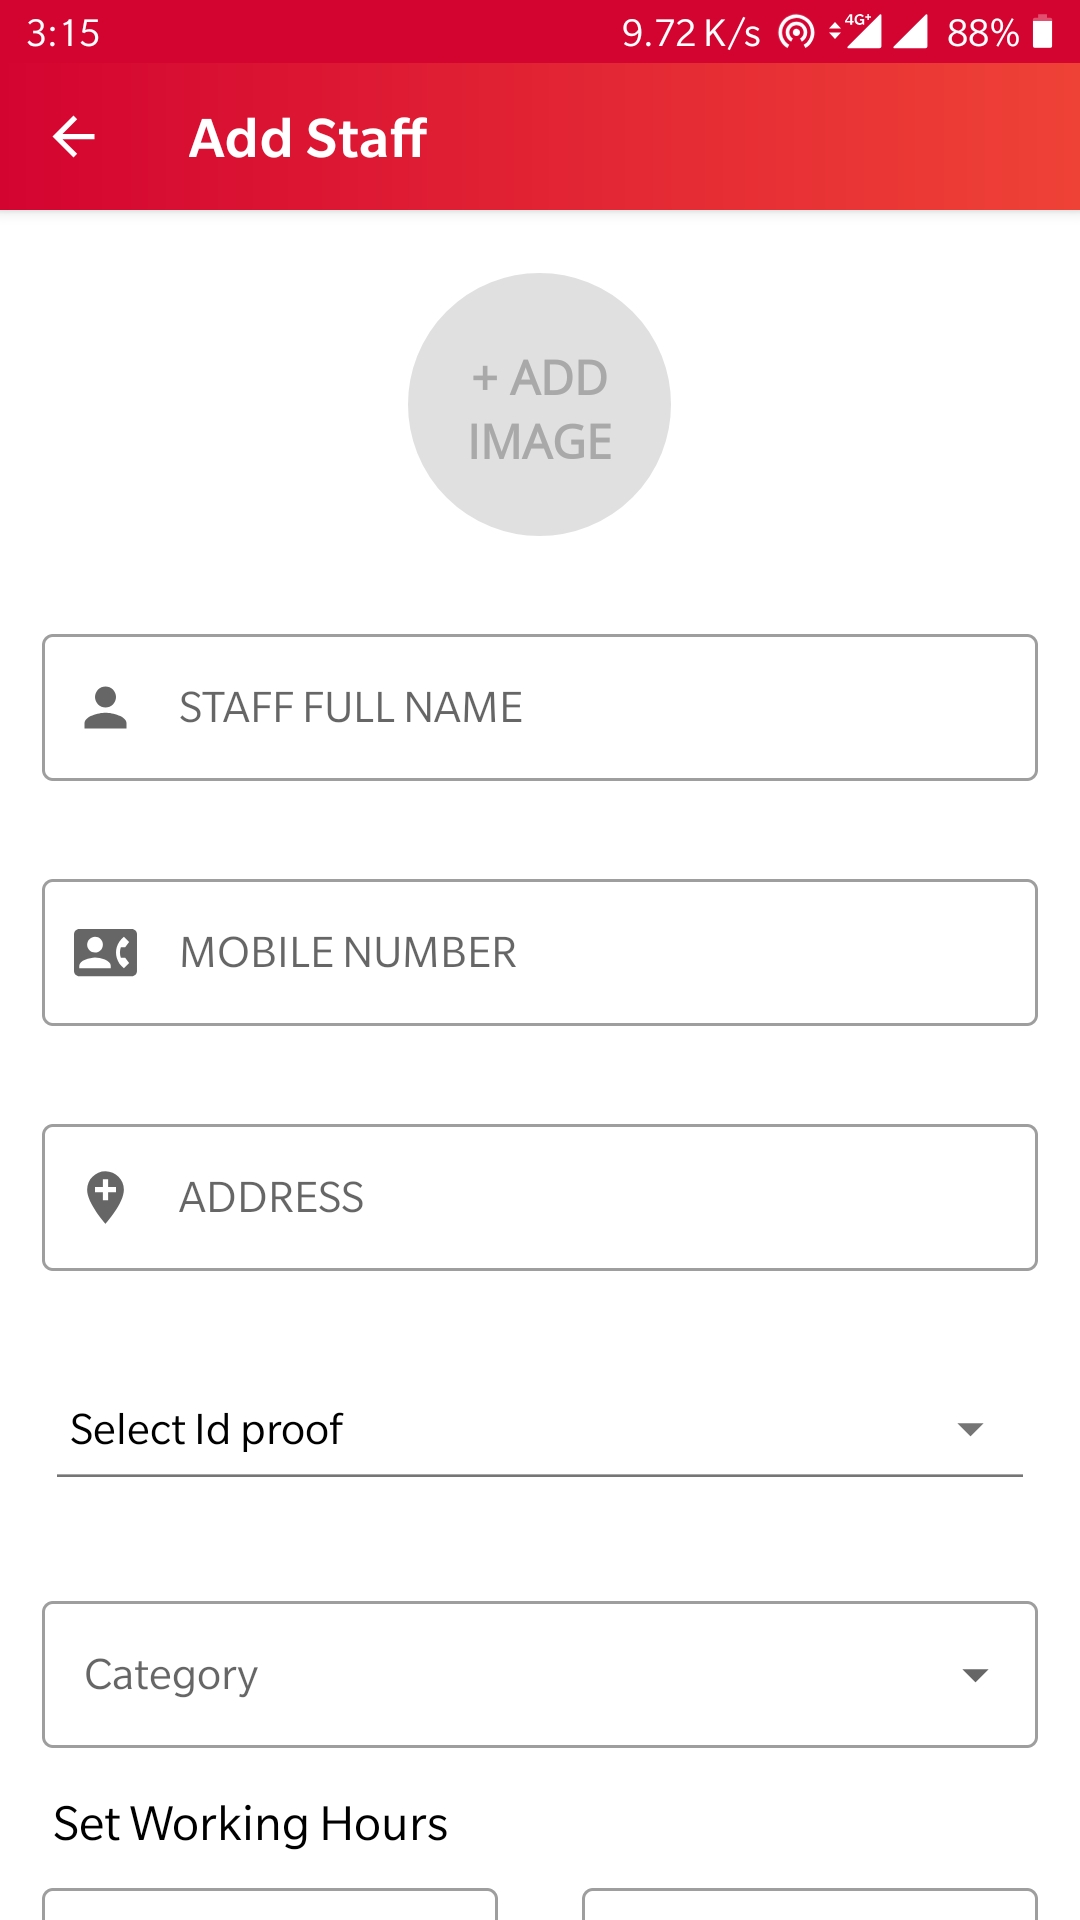 3:15 9.72 K/s 4G+ 88%
Add Staff
+ ADD
IMAGE
STAFF FULL NAME
MOBILE NUMBER
ADDRESS
Select Id proof
Category
Set Working Hours